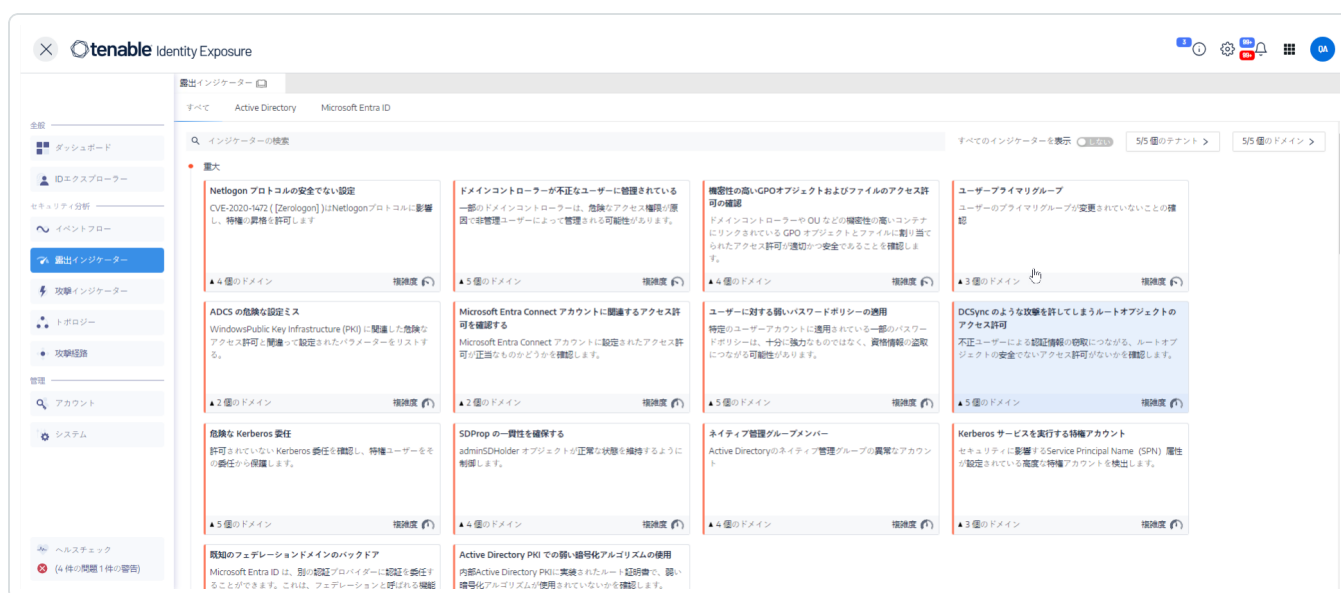 tenable Identity Exposure
3
99+
99+
QA
露出インジケーター
すべて Active Directory Microsoft Entra ID
全般
ダッシュボード
IDエクスプローラー
セキュリティ分析
イベントフロー
露出インジケーター
攻撃インジケーター
トポロジー
攻撃経路
管理
アカウント
システム
ヘルスチェック
(4 件の問題 1 件の警告)
インジケーターの検索
すべてのインジケーターを表示 しない
5/5 個のテナント
5/5 個のドメイン
重大
Netlogon プロトコルの安全でない設定
CVE-2020-1472 ( [Zerologon] )はNetlogonプロトコルに影響
し、特権の昇格を許可します
4 個のドメイン 複雑度
ドメインコントローラーが不正なユーザーに管理されている
一部のドメインコントローラーは、危険なアクセス権限が原
因で非管理ユーザーによって管理される可能性があります。
5 個のドメイン 複雑度
機密性の高いGPOオブジェクトおよびファイルのアクセス許
可の確認
ドメインコントローラーや OU などの機密性の高いコンテナ
にリンクされている GPO オブジェクトとファイルに割り当て
られたアクセス許可が適切かつ安全であることを確認しま
す。
4 個のドメイン 複雑度
ユーザープライマリグループ
ユーザーのプライマリグループが変更されていないことの確
認
3 個のドメイン 複雑度
ADCS の危険な設定ミス
WindowsPublic Key Infrastructure (PKI) に関連した危険な
アクセス許可と間違って設定されたパラメーターをリストす
る。
2 個のドメイン 複雑度
Microsoft Entra Connect アカウントに関連するアクセス許
可を確認する
Microsoft Entra Connect アカウントに設定されたアクセス許
可が正当なものかどうかを確認します。
2 個のドメイン 複雑度
ユーザーに対する弱いパスワードポリシーの適用
特定のユーザーアカウントに適用されている一部のパスワー
ドポリシーは、十分に強力なものではなく、資格情報の盗取
につながる可能性があります。
5 個のドメイン 複雑度
DCSync のような攻撃を許してしまうルートオブジェクトの
アクセス許可
不正ユーザーによる認証情報の窃取につながる、ルートオブ
ジェクトの安全でないアクセス許可がないかを確認します。
5 個のドメイン 複雑度
危険な Kerberos 委任
許可されていない Kerberos 委任を確認し、特権ユーザーをそ
の委任から保護します。
5 個のドメイン 複雑度
SDProp の一貫性を確保する
adminSDHolder オブジェクトが正常な状態を維持するように
制御します。
4 個のドメイン 複雑度
ネイティブ管理グループメンバー
Active Directoryのネイティブ管理グループの異常なアカウン
ト
4 個のドメイン 複雑度
Kerberos サービスを実行する特権アカウント
セキュリティに影響するService Principal Name（SPN）属性
が設定されている高度な特権アカウントを検出します。
3 個のドメイン 複雑度
既知のフェデレーションドメインのバックドア
Microsoft Entra ID は、別の認証プロバイダーに認証を委任す
ることができます。これは、フェデレーションと呼ばれる機能
Active Directory PKI での弱い暗号化アルゴリズムの使用
内部Active Directory PKIに実装されたルート証明書で、弱い
暗号化アルゴリズムが使用されていないかを確認します。